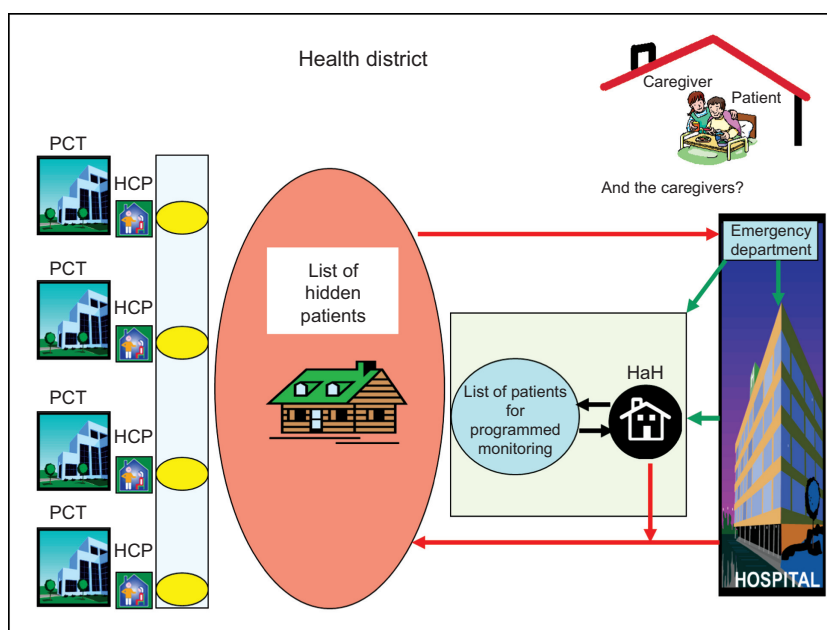 Health district
Caregiver
Patient
And the caregivers?
PCT
HCP
PCT
HCP
PCT
HCP
PCT
HCP
List of
hidden
patients
Emergency
department
List of patients
for
programmed
monitoring
HaH
HOSPITAL